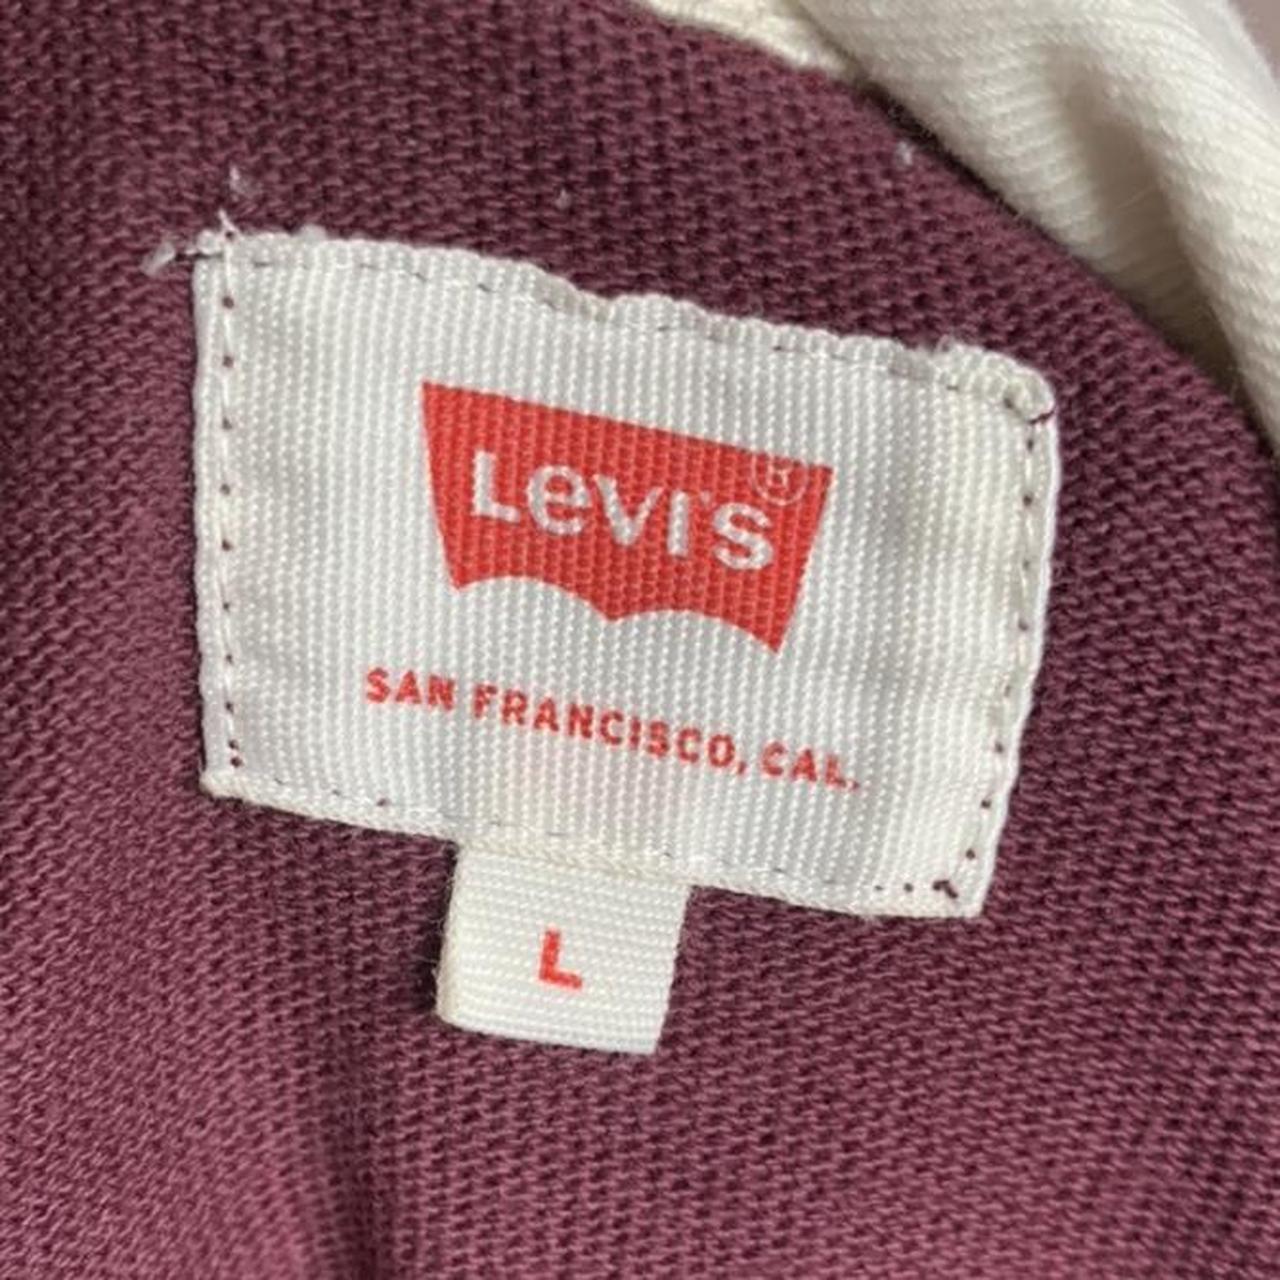 Levi's®
SAN FRANCISCO, CAL.
L